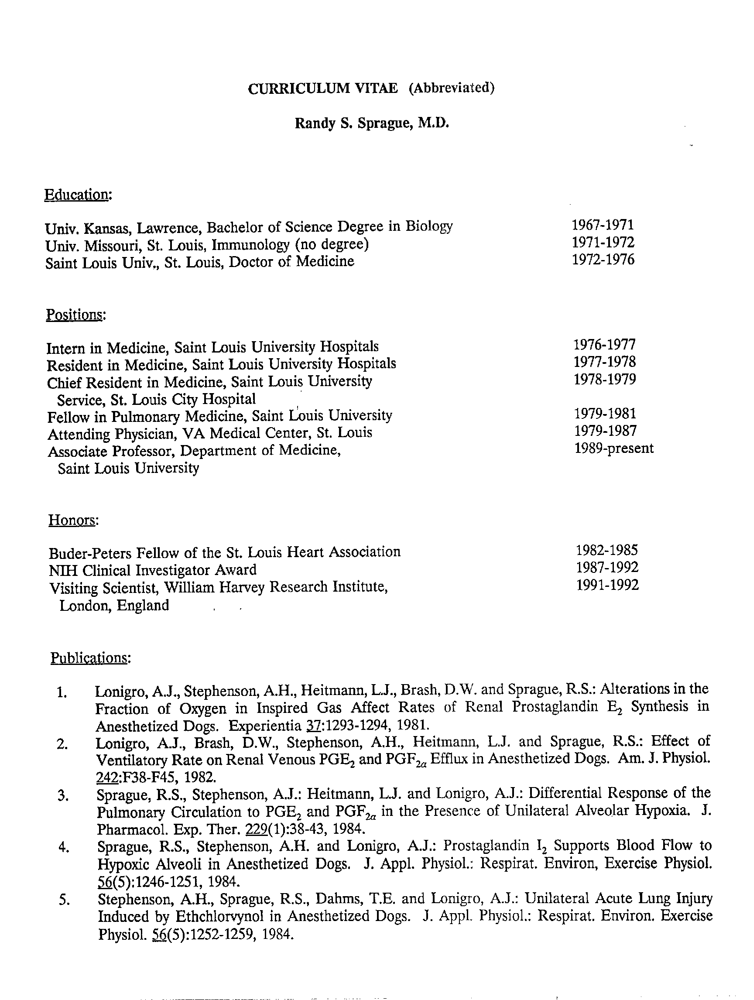 CURRICULUM VITAE (Abbreviated)
Randy S. Sprague, M.D.
Education:
Univ. Kansas, Lawrence, Bachelor of Science Degree in Biology 1967-1971
Univ. Missouri, St. Louis, Immunology (no degree) 1971-1972
Saint Louis Univ., St. Louis, Doctor of Medicine 1972-1976
Positions:
Intern in Medicine, Saint Louis University Hospitals 1976-1977
Resident in Medicine, Saint Louis University Hospitals 1977-1978
Chief Resident in Medicine, Saint Louis University 1978-1979
Service, St. Louis City Hospital
Fellow in Pulmonary Medicine, Saint Louis University 1979-1981
Attending Physician, VA Medical Center, St. Louis 1979-1987
Associate Professor, Department of Medicine, 1989-present
Saint Louis University
Honors:
Buder-Peters Fellow of the St. Louis Heart Association 1982-1985
NIH Clinical Investigator Award 1987-1992
Visiting Scientist, William Harvey Research Institute, 1991-1992
London, England
Publications:
1. Lonigro, A.J., Stephenson, A.H., Heitmann, L.J., Brash, D.W. and Sprague, R.S.: Alterations in the
Fraction of Oxygen in Inspired Gas Affect Rates of Renal Prostaglandin E₂ Synthesis in
Anesthetized Dogs. Experientia 37:1293-1294, 1981.
2. Lonigro, A.J., Brash, D.W., Stephenson, A.H., Heitmann, L.J. and Sprague, R.S.: Effect of
Ventilatory Rate on Renal Venous PGE₂ and PGF₂α Efflux in Anesthetized Dogs. Am. J. Physiol.
242:F38-F45, 1982.
3. Sprague, R.S., Stephenson, A.J.: Heitmann, L.J. and Lonigro, A.J.: Differential Response of the
Pulmonary Circulation to PGE₂ and PGF₂α in the Presence of Unilateral Alveolar Hypoxia. J.
Pharmacol. Exp. Ther. 229(1):38-43, 1984.
4. Sprague, R.S., Stephenson, A.H. and Lonigro, A.J.: Prostaglandin I₂ Supports Blood Flow to
Hypoxic Alveoli in Anesthetized Dogs. J. Appl. Physiol.: Respirat. Environ, Exercise Physiol.
56(5):1246-1251, 1984.
5. Stephenson, A.H., Sprague, R.S., Dahms, T.E. and Lonigro, A.J.: Unilateral Acute Lung Injury
Induced by Ethchlorvynol in Anesthetized Dogs. J. Appl. Physiol.: Respirat. Environ. Exercise
Physiol. 56(5):1252-1259, 1984.